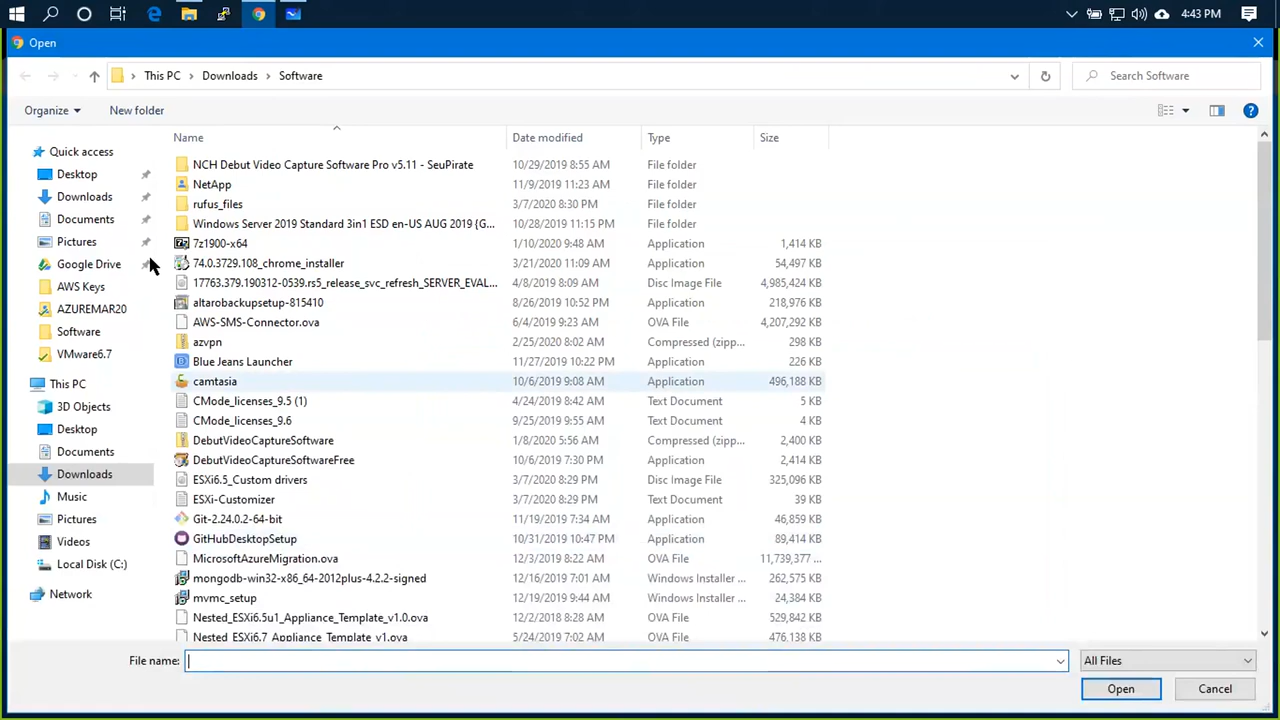 4:43 PM
Open
This PC > Downloads > Software
Search Software
Organize
New folder
Name
Date modified
Type
Size
Quick access
Desktop
Downloads
Documents
Pictures
Google Drive
AWS Keys
AZUREMAR20
Software
VMware6.7
This PC
3D Objects
Desktop
Documents
Downloads
Music
Pictures
Videos
Local Disk (C:)
Network
NCH Debut Video Capture Software Pro v5.11 - SeuPirate 10/29/2019 8:55 AM File folder
NetApp 11/9/2019 11:23 AM File folder
rufus_files 3/7/2020 8:30 PM File folder
Windows Server 2019 Standard 3in1 ESD en-US AUG 2019 {G... 10/28/2019 11:15 PM File folder
7z1900-x64 1/10/2020 9:48 AM Application 1,414 KB
74.0.3729.108_chrome_installer 3/21/2020 11:09 AM Application 54,497 KB
17763.379.190312-0539.rs5_release_svc_refresh_SERVER_EVAL... 4/8/2019 8:09 AM Disc Image File 4,985,424 KB
altarobackupsetup-815410 8/26/2019 10:52 PM Application 218,976 KB
AWS-SMS-Connector.ova 6/4/2019 9:23 AM OVA File 4,207,292 KB
azvpn 2/25/2020 8:02 AM Compressed (zipp... 298 KB
Blue Jeans Launcher 11/27/2019 10:22 PM Application 226 KB
camtasia 10/6/2019 9:08 AM Application 496,188 KB
CMode_licenses_9.5 (1) 4/24/2019 8:42 AM Text Document 5 KB
CMode_licenses_9.6 9/25/2019 9:55 AM Text Document 4 KB
DebutVideoCaptureSoftware 1/8/2020 5:56 AM Compressed (zipp... 2,400 KB
DebutVideoCaptureSoftwareFree 10/6/2019 7:30 PM Application 2,414 KB
ESXi6.5_Custom drivers 3/7/2020 8:29 PM Disc Image File 325,096 KB
ESXi-Customizer 3/7/2020 8:29 PM Text Document 39 KB
Git-2.24.0.2-64-bit 11/19/2019 7:34 AM Application 46,859 KB
GitHubDesktopSetup 10/31/2019 10:47 PM Application 89,414 KB
MicrosoftAzureMigration.ova 12/3/2019 8:22 AM OVA File 11,739,377 ...
mongodb-win32-x86_64-2012plus-4.2.2-signed 12/16/2019 7:01 AM Windows Installer ... 262,575 KB
mvmc_setup 12/19/2019 9:44 AM Windows Installer ... 24,384 KB
Nested_ESXi6.5u1_Appliance_Template_v1.0.ova 12/2/2018 8:28 AM OVA File 529,842 KB
Nested_ESXi6.7_Appliance_Template_v1.ova 5/24/2019 7:02 AM OVA File 476,138 KB
File name:
All Files
Open
Cancel